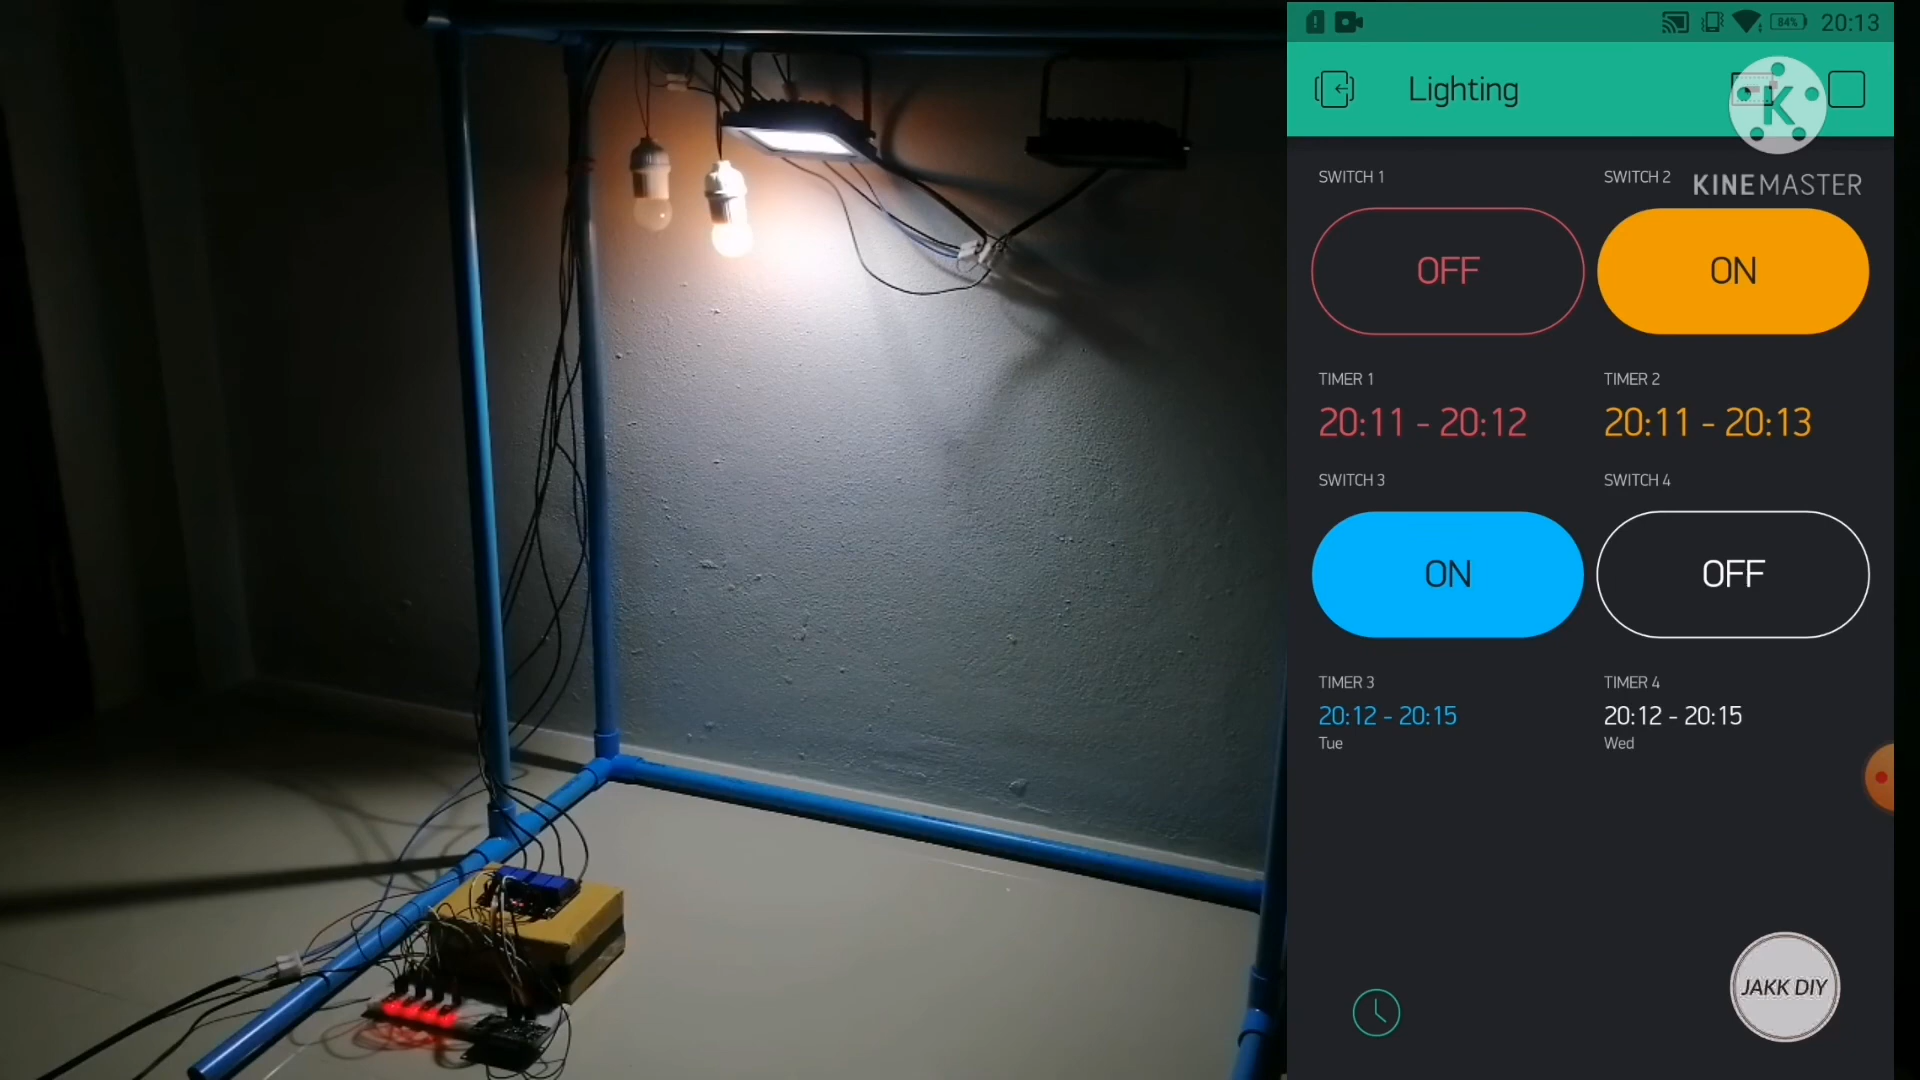 84% 20:13
Lighting
K
KINEMASTER
SWITCH 1
SWITCH 2
OFF
ON
TIMER 1
TIMER 2
20:11 - 20:12
20:11 - 20:13
SWITCH 3
SWITCH 4
ON
OFF
TIMER 3
TIMER 4
20:12 - 20:15
20:12 - 20:15
Tue
Wed
JAKK DIY